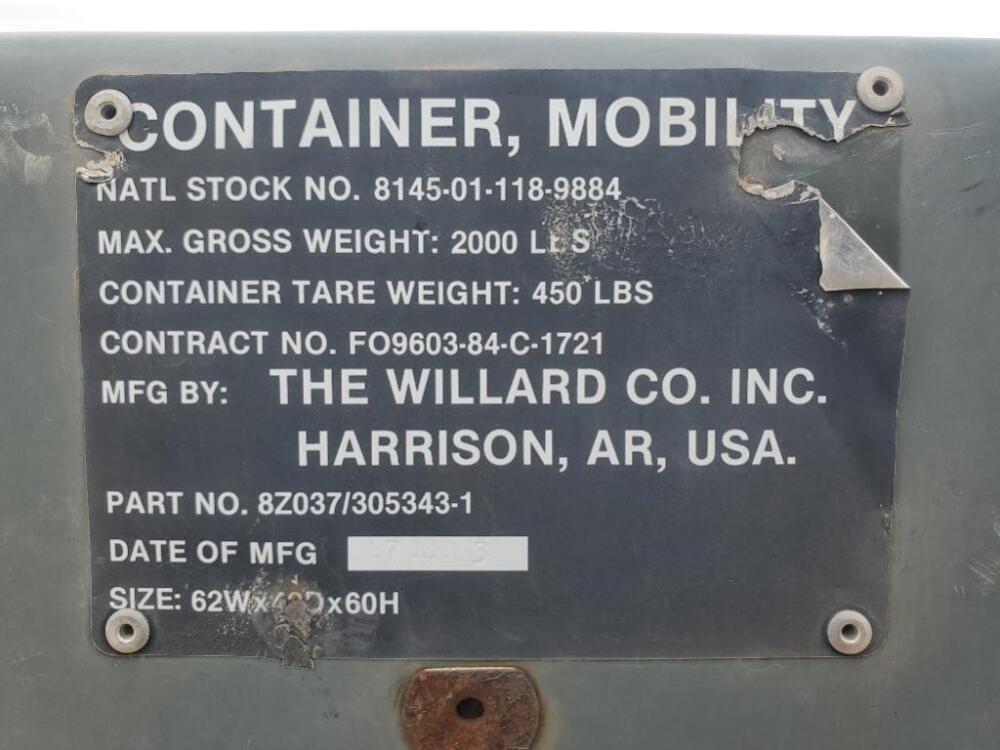 CONTAINER, MOBILITY
NATL STOCK NO. 8145-01-118-9884
MAX. GROSS WEIGHT: 2000 LBS
CONTAINER TARE WEIGHT: 450 LBS
CONTRACT NO. FO9603-84-C-1721
MFG BY: THE WILLARD CO. INC.
HARRISON, AR, USA.
PART NO. 8Z037/305343-1
DATE OF MFG
SIZE: